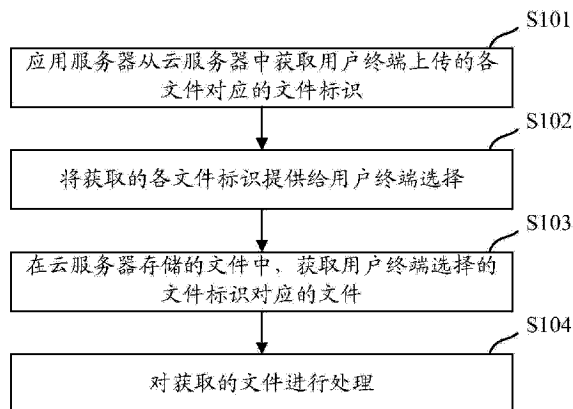 S101
应用服务器从云服务器中获取用户终端上传的各
文件对应的文件标识
S102
将获取的各文件标识提供给用户终端选择
S103
在云服务器存储的文件中，获取用户终端选择的
文件标识对应的文件
S104
对获取的文件进行处理